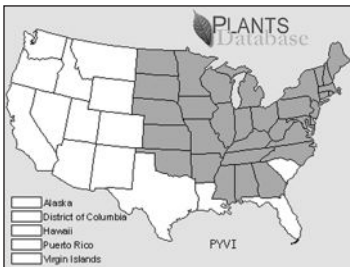 PLANTS
Database
Alaska
District of Columbia
Hawaii
Puerto Rico
Virgin Islands
PYVI